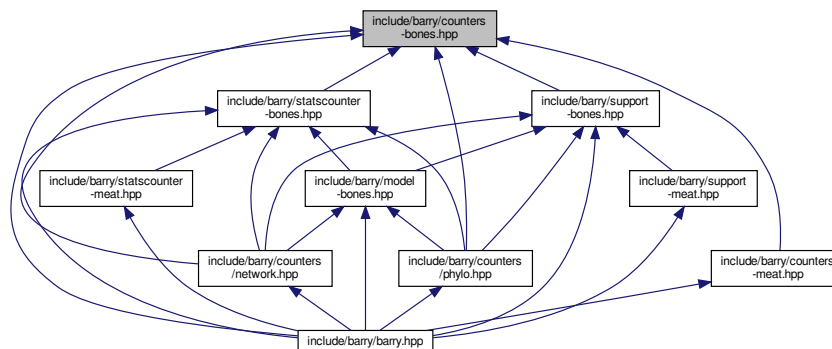 include/barry/counters
-bones.hpp
include/barry/statscounter
-bones.hpp
include/barry/support
-bones.hpp
include/barry/statscounter
-meat.hpp
include/barry/model
-bones.hpp
include/barry/support
-meat.hpp
include/barry/counters
/network.hpp
include/barry/counters
/phylo.hpp
include/barry/counters
-meat.hpp
include/barry/barry.hpp